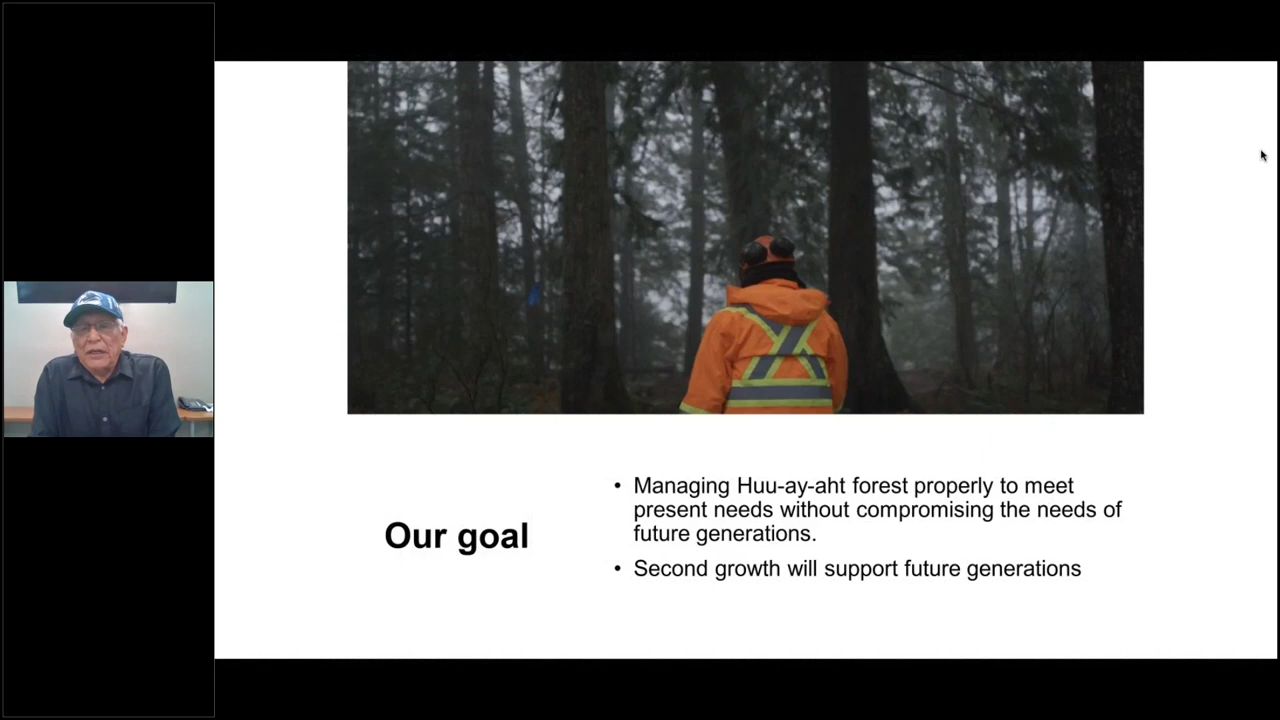 Our goal
• Managing Huu-ay-aht forest properly to meet
present needs without compromising the needs of
future generations.
• Second growth will support future generations